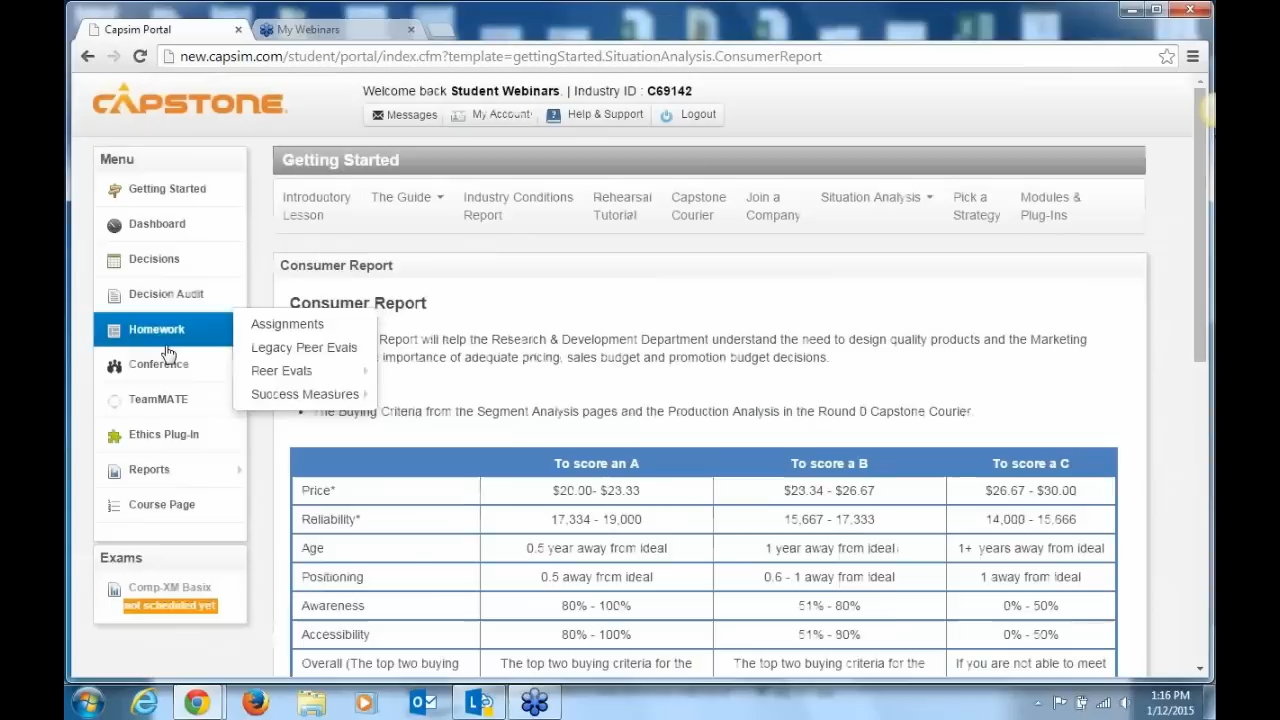 Capsim Portal
My Webinars
new.capsim.com/student/portal/index.cfm?template=gettingStarted.SituationAnalysis.ConsumerReport
CAPSTONE
Welcome back Student Webinars. | Industry ID : C69142
Messages My Account Help & Support Logout
Menu
Getting Started
Dashboard
Decisions
Decision Audit
Homework
Conference
TeamMATE
Ethics Plug-In
Reports
Course Page
Exams
Comp-XM Basix
not scheduled yet
Assignments
Legacy Peer Evals
Peer Evals
Success Measures
Getting Started
Introductory Lesson
The Guide
Industry Conditions Report
Rehearsal Tutorial
Capstone Courier
Join a Company
Situation Analysis
Pick a Strategy
Modules & Plug-Ins
Consumer Report
Consumer Report
Report will help the Research & Development Department understand the need to design quality products and the Marketing
importance of adequate pricing, sales budget and promotion budget decisions.
The Buying Criteria from the Segment Analysis pages and the Production Analysis in the Round 0 Capstone Courier.
To score an A To score a B To score a C
Price* $20.00- $23.33 $23.34 - $26.67 $26.67 - $30.00
Reliability* 17,334 - 19,000 15,667 - 17,333 14,000 - 15,666
Age 0.5 year away from ideal 1 year away from ideal 1+ years away from ideal
Positioning 0.5 away from ideal 0.6 - 1 away from ideal 1 away from ideal
Awareness 80% - 100% 51% - 80% 0% - 50%
Accessibility 80% - 100% 51% - 80% 0% - 50%
Overall (The top two buying The top two buying criteria for the The top two buying criteria for the If you are not able to meet
1:16 PM
1/12/2015